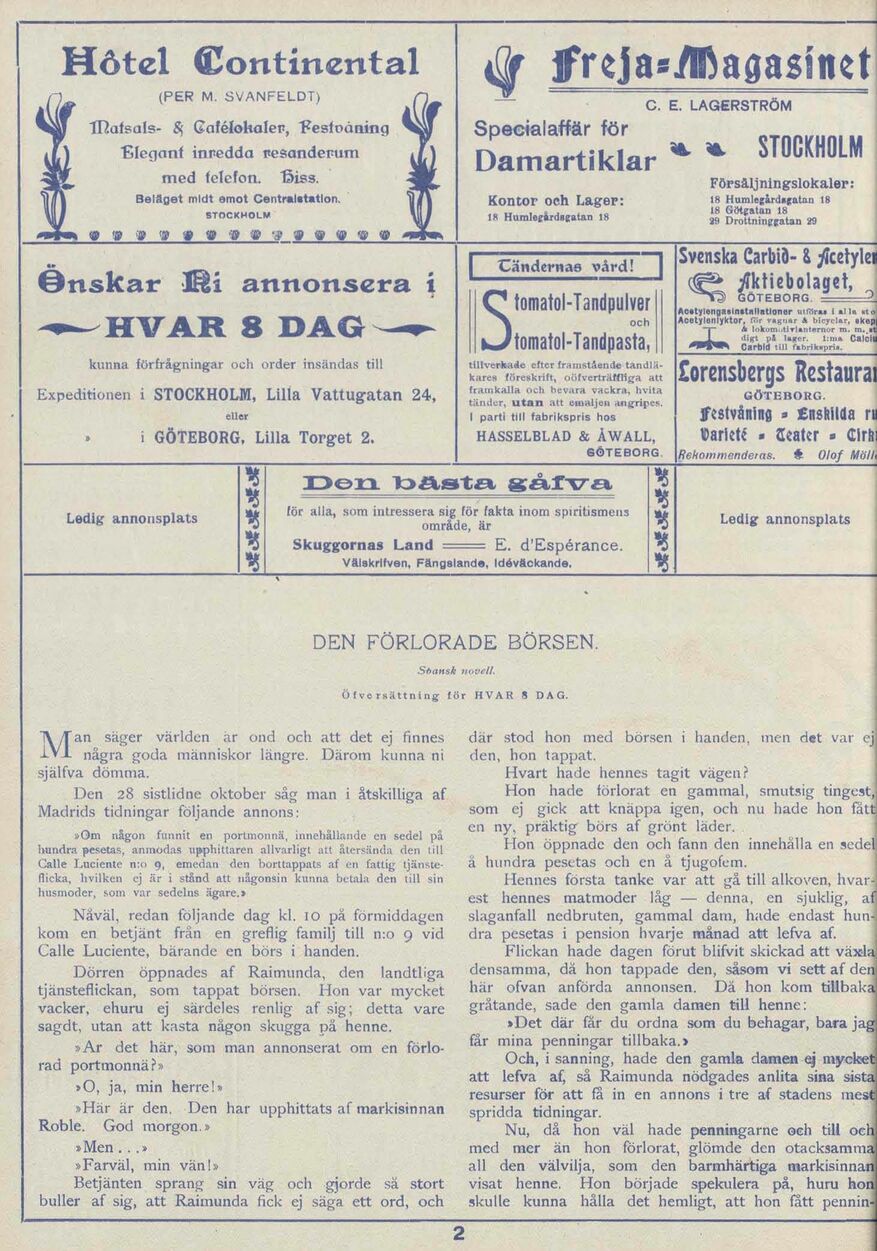 Hôtel Continental
(PER M. SVANFELDT)
Matsals- & Cafélokaler, Festvåning
Elegant inredda resanderum
med telefon. Hiss.
Beläget midt emot Centralstation.
STOCKHOLM
Freja-Magasinet
C. E. LAGERSTRÖM
Specialaffär för
Damartiklar
STOCKHOLM
Kontor och Lager:
18 Humlegårdsgatan 18
Försäljningslokaler:
18 Humlegårdsgatan 18
18 Götgatan 18
29 Drottninggatan 29
Önskar Ni annonsera i
HVAR 8 DAG
kunna förfrågningar och order insändas till
Expeditionen i STOCKHOLM, Lilla Vattugatan 24,
eller
» i GÖTEBORG, Lilla Torget 2.
Tändernas vård!
Stomatol-Tandpulver
och
Stomatol-Tandpasta,
tillverkade efter framstående tandlä-
kares föreskrift, oöfverträffliga att
framkalla och bevara vackra, hvita
tänder, utan att emaljen angripes.
I parti till fabrikspris hos
HASSELBLAD & ÅWALL,
GÖTEBORG.
Svenska Carbid- & Acetylen
Aktiebolaget,
GÖTEBORG.
Acetylengasinstallationer utföras i alla sto
Acetylenlyktor, för vagnar & bicyclar, skep
& lokomotivlanternor m. m., st
digt på lager. 1:ma Calciu
Carbid till fabrikspris.
Lorensbergs Restaura
GÖTEBORG.
Festvåning Enskilda ru
Varieté Teater Cirk
Rekommenderas. Olof Möll
Ledig annonsplats
Den bästa gåfva
för alla, som intressera sig för fakta inom spiritismens
område, är
Skuggornas Land E. d'Espérance.
Välskrifven, Fängslande, Idéväckande.
Ledig annonsplats
DEN FÖRLORADE BÖRSEN.
Spansk novell.
Öfversättning för HVAR 8 DAG.
Man säger världen är ond och att det ej finnes
några goda människor längre. Därom kunna ni
själfva dömma.
Den 28 sistlidne oktober såg man i åtskilliga af
Madrids tidningar följande annons:
»Om någon funnit en portmonnä, innehållande en sedel på
hundra pesetas, anmodas upphittaren allvarligt att återsända den till
Calle Luciente n:o 9, emedan den borttappats af en fattig tjänste-
flicka, hvilken ej är i stånd att någonsin kunna betala den till sin
husmoder, som var sedelns ägare.»
Nåväl, redan följande dag kl. 10 på förmiddagen
kom en betjänt från en greflig familj till n:o 9 vid
Calle Luciente, bärande en börs i handen.
Dörren öppnades af Raimunda, den landtliga
tjänsteflickan, som tappat börsen. Hon var mycket
vacker, ehuru ej särdeles renlig af sig; detta vare
sagdt, utan att kasta någon skugga på henne.
»Är det här, som man annonserat om en förlo-
rad portmonnä?»
»O, ja, min herre!»
»Här är den. Den har upphittats af markisinnan
Roble. God morgon.»
»Men . . .»
»Farväl, min vän!»
Betjänten sprang sin väg och gjorde så stort
buller af sig, att Raimunda fick ej säga ett ord, och
där stod hon med börsen i handen, men det var ej
den, hon tappat.
Hvart hade hennes tagit vägen?
Hon hade förlorat en gammal, smutsig tingest,
som ej gick att knäppa igen, och nu hade hon fått
en ny, präktig börs af grönt läder.
Hon öppnade den och fann den innehålla en sedel
å hundra pesetas och en å tjugofem.
Hennes första tanke var att gå till alkoven, hvar-
est hennes matmoder låg — denna, en sjuklig, af
slaganfall nedbruten, gammal dam, hade endast hun-
dra pesetas i pension hvarje månad att lefva af.
Flickan hade dagen förut blifvit skickad att växla
densamma, då hon tappade den, såsom vi sett af den
här ofvan anförda annonsen. Då hon kom tillbaka
gråtande, sade den gamla damen till henne:
»Det där får du ordna som du behagar, bara jag
får mina penningar tillbaka.»
Och, i sanning, hade den gamla damen ej mycket
att lefva af, så Raimunda nödgades anlita sina sista
resurser för att få in en annons i tre af stadens mest
spridda tidningar.
Nu, då hon väl hade penningarne och till och
med mer än hon förlorat, glömde den otacksamma
all den välvilja, som den barmhärtiga markisinnan
visat henne. Hon började spekulera på, huru hon
skulle kunna hålla det hemligt, att hon fått pennin-
2